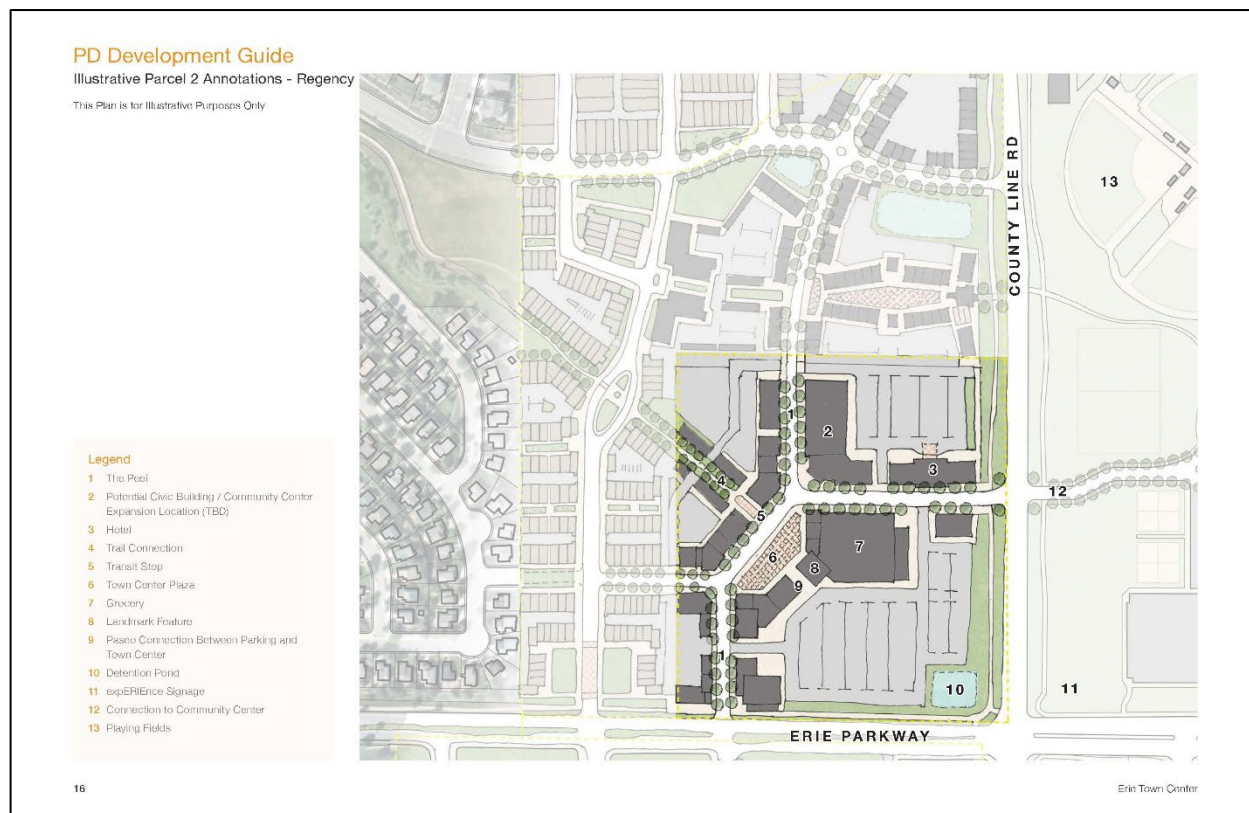 PD Development Guide
Illustrative Parcel 2 Annotations - Regency
This Plan is for Illustrative Purposes Only
COUNTY LINE RD
13
1
2
3
4
5
12
6
7
8
9
1
10
11
ERIE PARKWAY
Legend
1 The Peel
2 Potential Civic Building / Community Center
Expansion Location (TBD)
3 Hotel
4 Trail Connection
5 Transit Stop
6 Town Center Plaza
7 Grocery
8 Landmark Feature
9 Paseo Connection Between Parking and
Town Center
10 Detention Pond
11 expERIEnce Signage
12 Connection to Community Center
13 Playing Fields
16
Erie Town Center